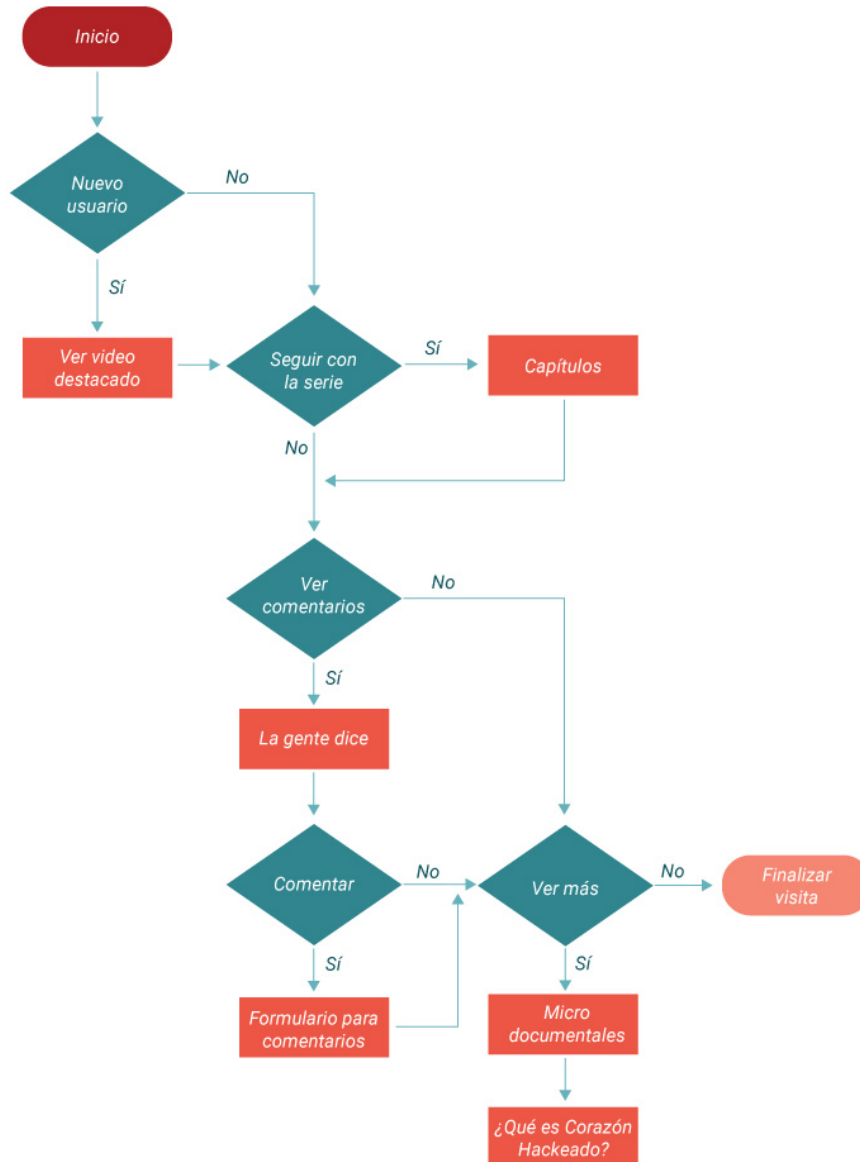 Inicio
Nuevo
usuario
No
Sí
Ver video
destacado
Seguir con
la serie
Sí
Capítulos
No
Ver
comentarios
No
Sí
La gente dice
Comentar
No
Ver más
No
Finalizar
visita
Sí
Sí
Formulario para
comentarios
Micro
documentales
¿Qué es Corazón
Hackeado?